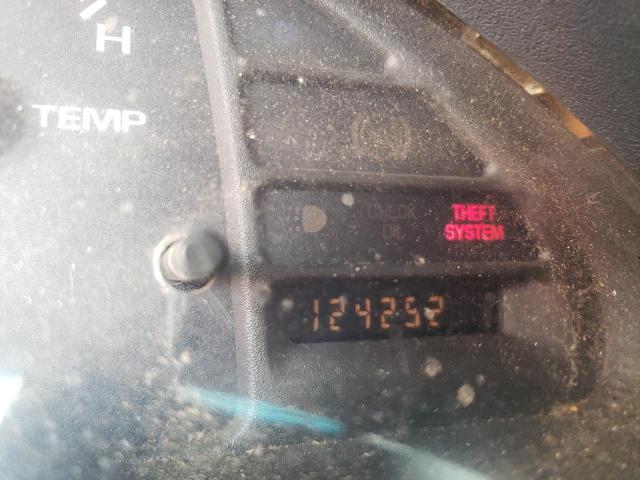 H
TEMP
CHECK
OIL
THEFT
SYSTEM
124252